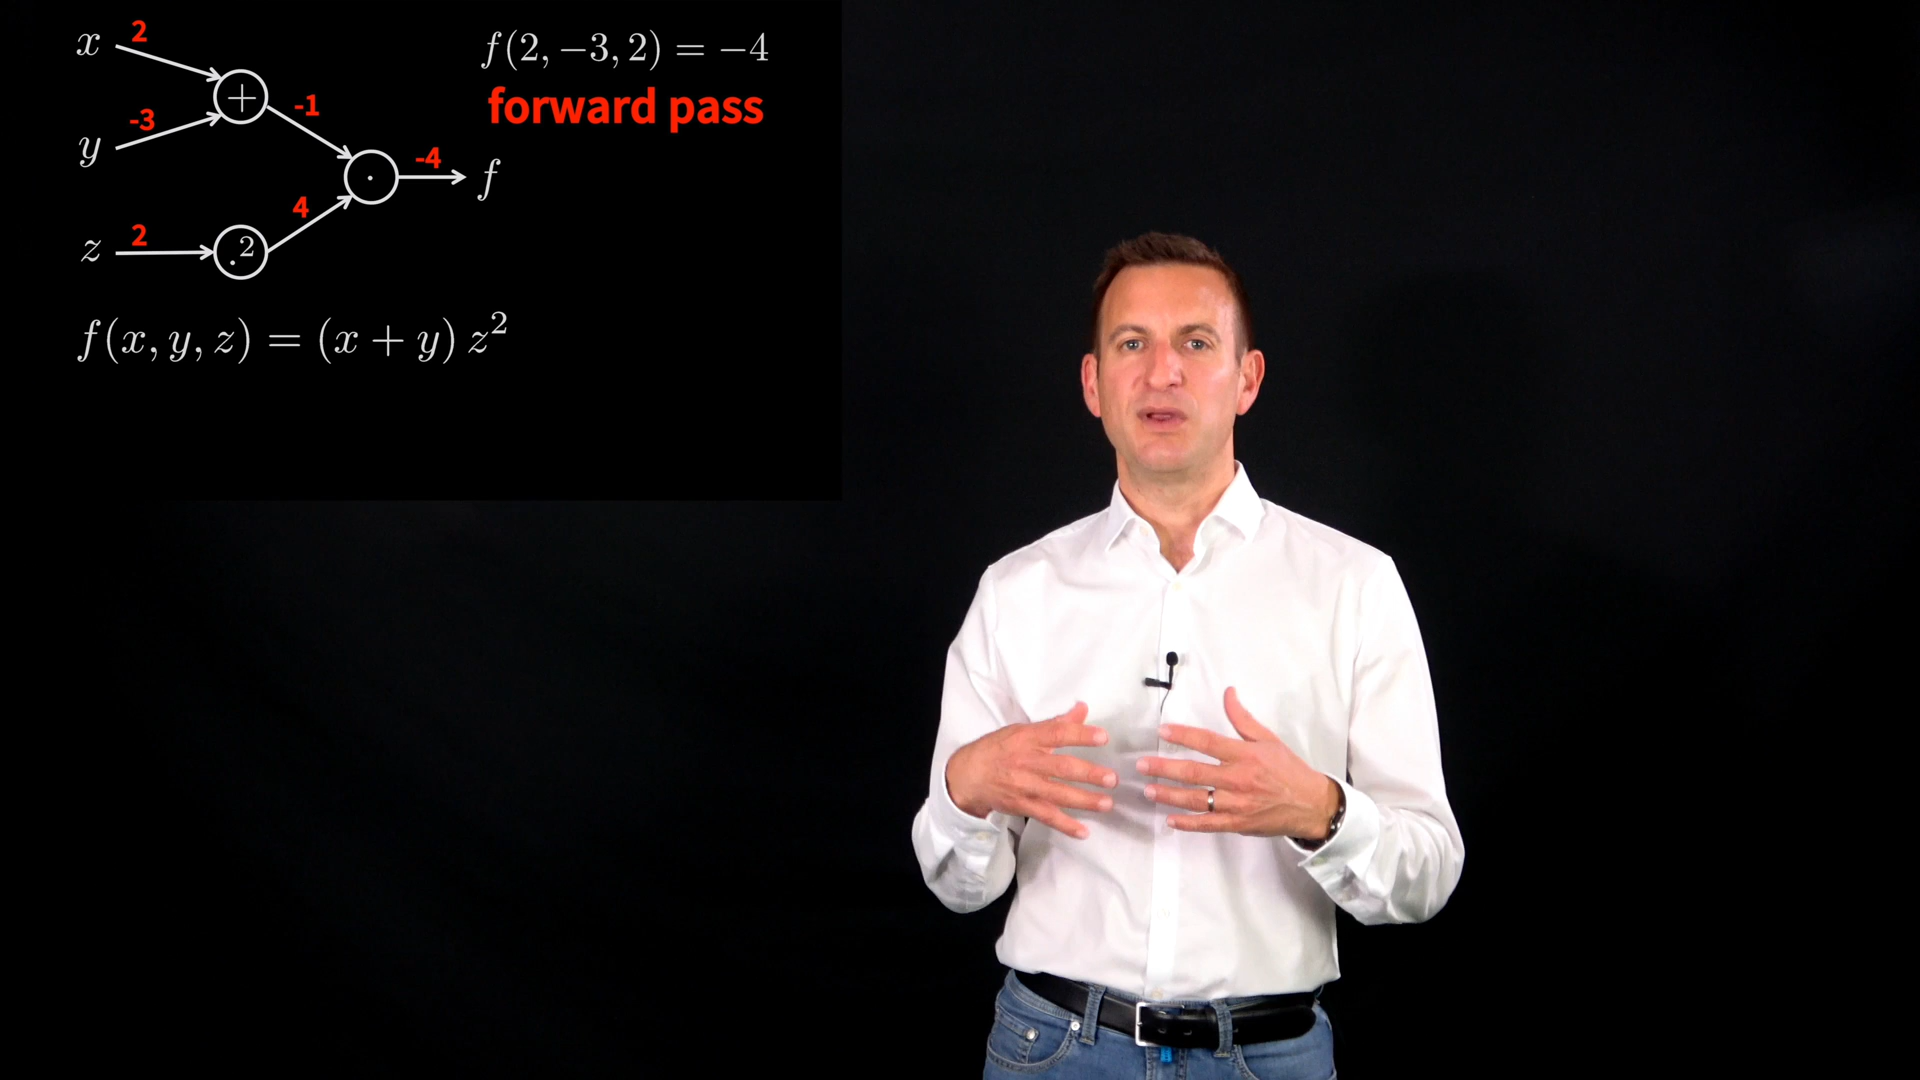 x 2
+
y -3
-1
·
-4 f
4
z 2
.²
f(2, −3, 2) = −4
forward pass
f(x, y, z) = (x + y) z²